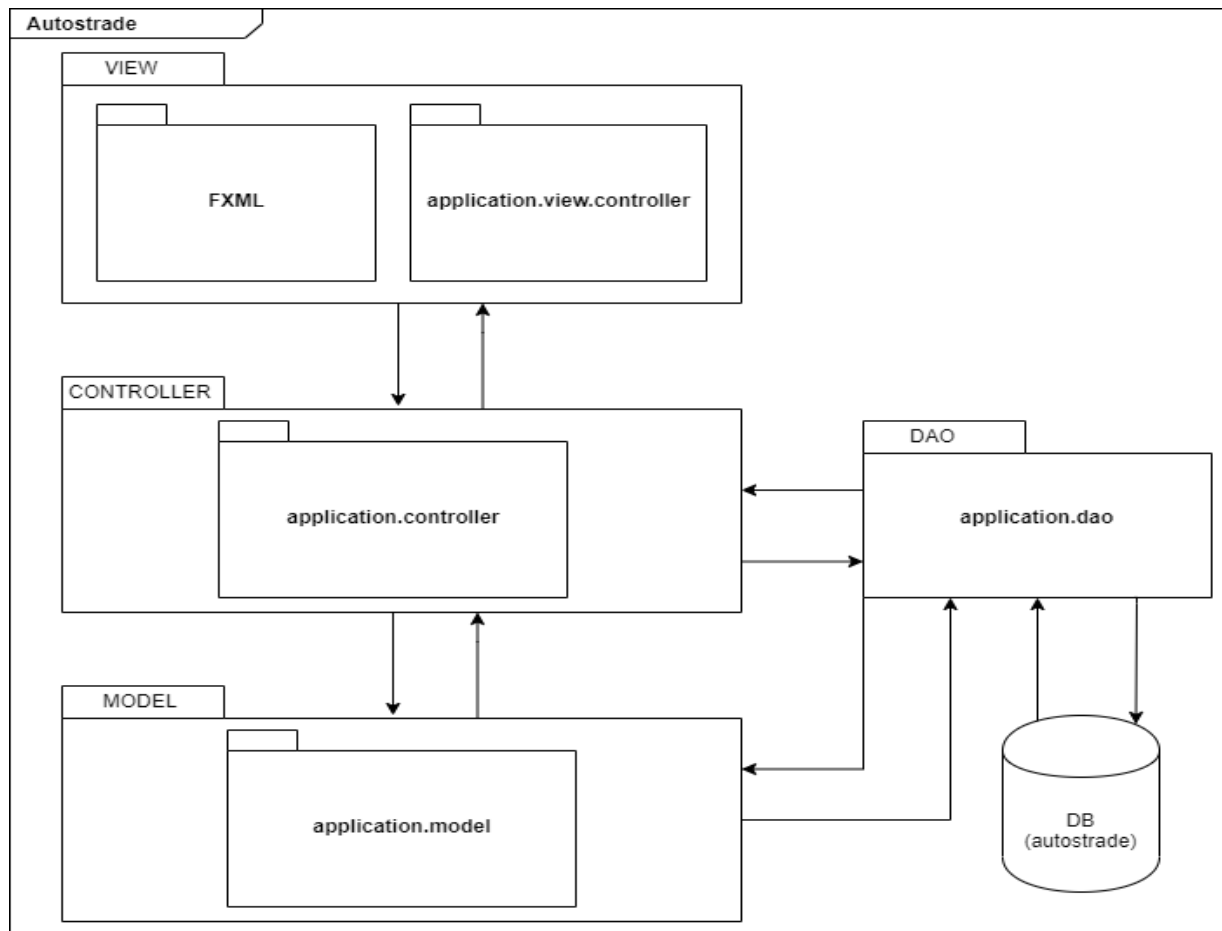 Autostrade
VIEW
FXML
application.view.controller
CONTROLLER
application.controller
DAO
application.dao
MODEL
application.model
DB
(autostrade)